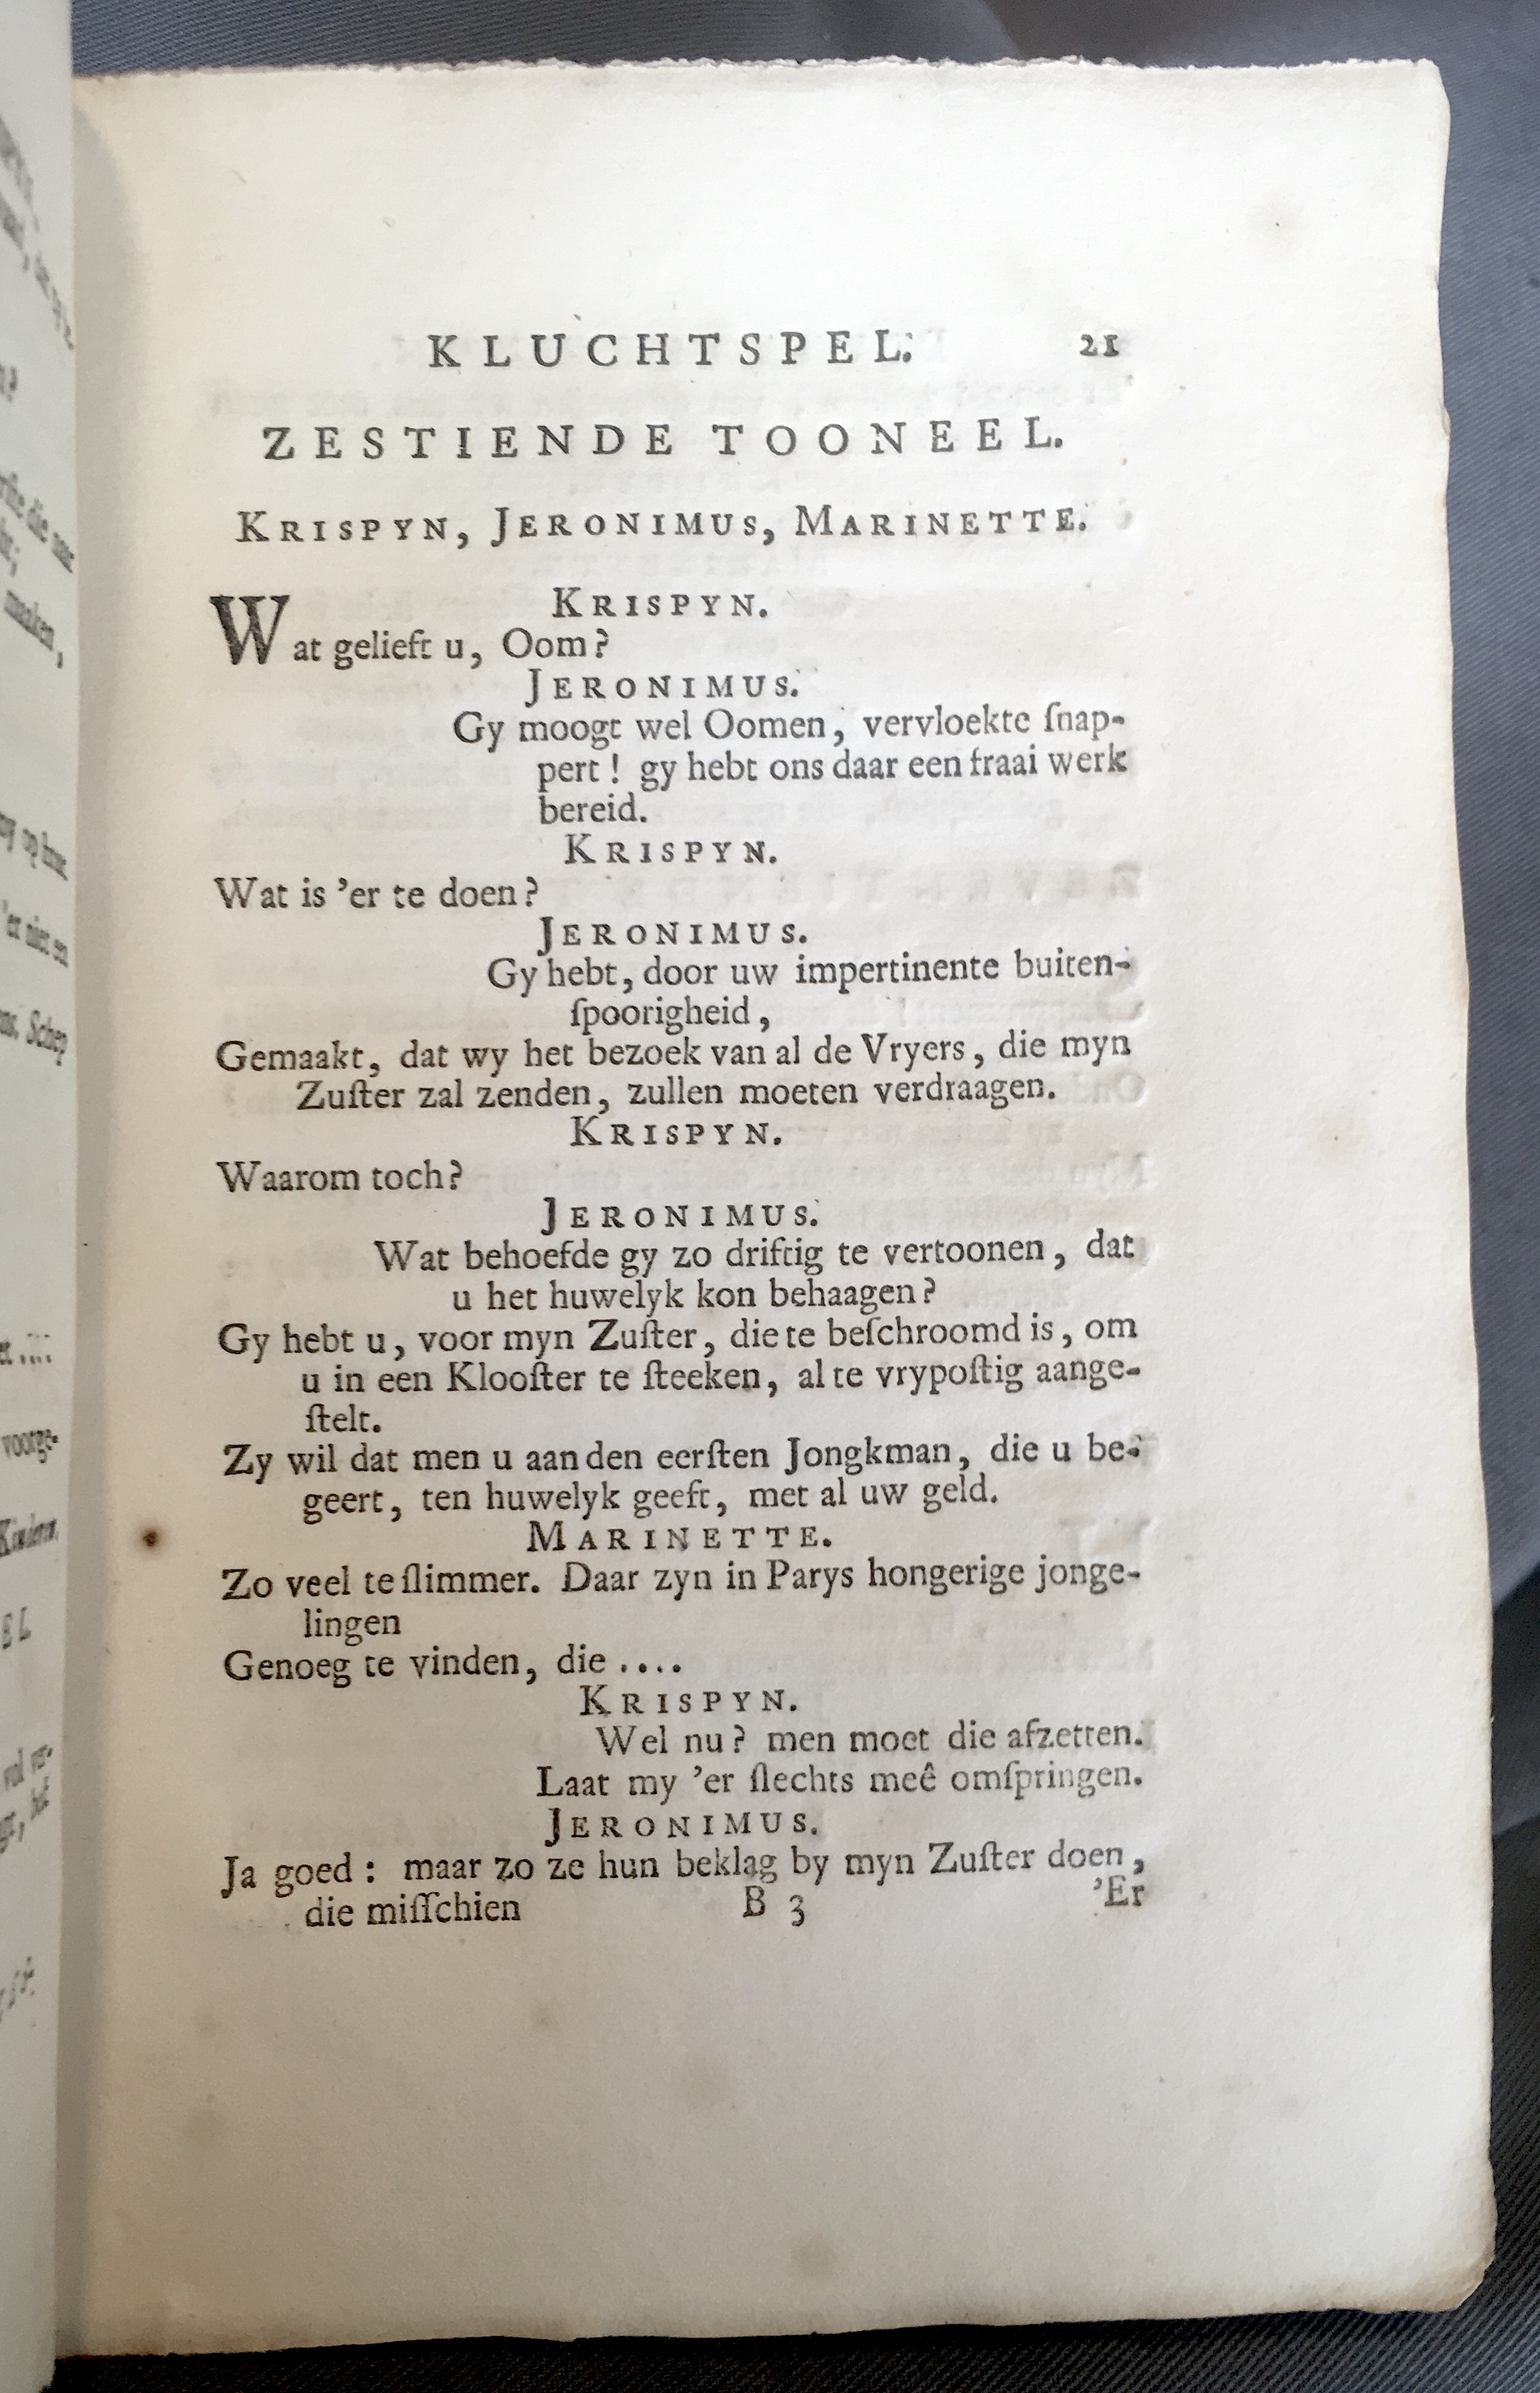 KLUCHTSPEL. 21
ZESTIENDE TOONEEL.
KRISPYN, JERONIMUS, MARINETTE.
KRISPYN.
Wat gelieft u, Oom?
JERONIMUS.
Gy moogt wel Oomen, vervloekte ſnap-
pert! gy hebt ons daar een fraai werk
bereid.
KRISPYN.
Wat is 'er te doen?
JERONIMUS.
Gy hebt, door uw impertinente buiten-
ſpoorigheid,
Gemaakt, dat wy het bezoek van al de Vryers, die myn
Zuſter zal zenden, zullen moeten verdraagen.
KRISPYN.
Waarom toch?
JERONIMUS.
Wat behoefde gy zo driftig te vertoonen, dat
u het huwelyk kon behaagen?
Gy hebt u, voor myn Zuſter, die te beſchroomd is, om
u in een Klooſter te ſteeken, al te vrypoſtig aange-
ſtelt.
Zy wil dat men u aan den eerſten Jongkman, die u be-
geert, ten huwelyk geeft, met al uw geld.
MARINETTE.
Zo veel te ſlimmer. Daar zyn in Parys hongerige jonge-
lingen
Genoeg te vinden, die ....
KRISPYN.
Wel nu? men moet die afzetten.
Laat my 'er ſlechts meê omſpringen.
JERONIMUS.
Ja goed: maar zo ze hun beklag by myn Zuſter doen,
die miſſchien
B 3 'Er